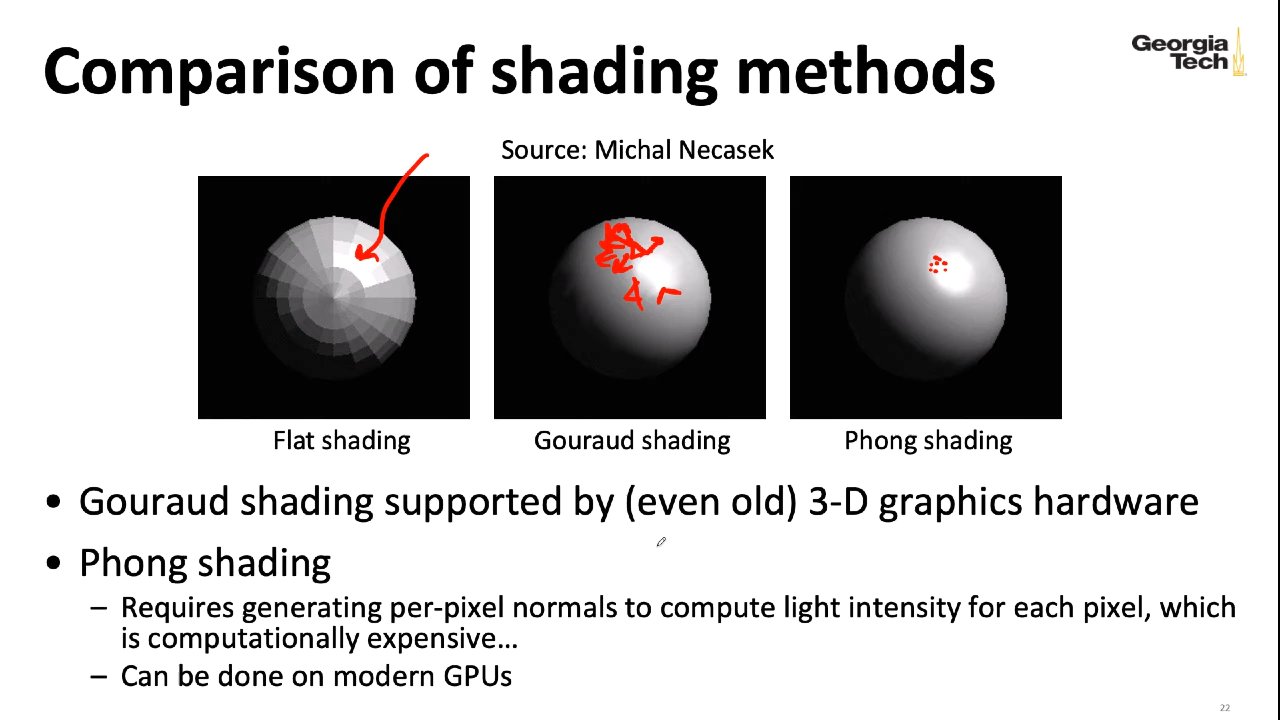 Comparison of shading methods
Georgia
Tech
Source: Michal Necasek
Flat shading
Gouraud shading
Phong shading
• Gouraud shading supported by (even old) 3-D graphics hardware
• Phong shading
– Requires generating per-pixel normals to compute light intensity for each pixel, which
is computationally expensive…
– Can be done on modern GPUs
22